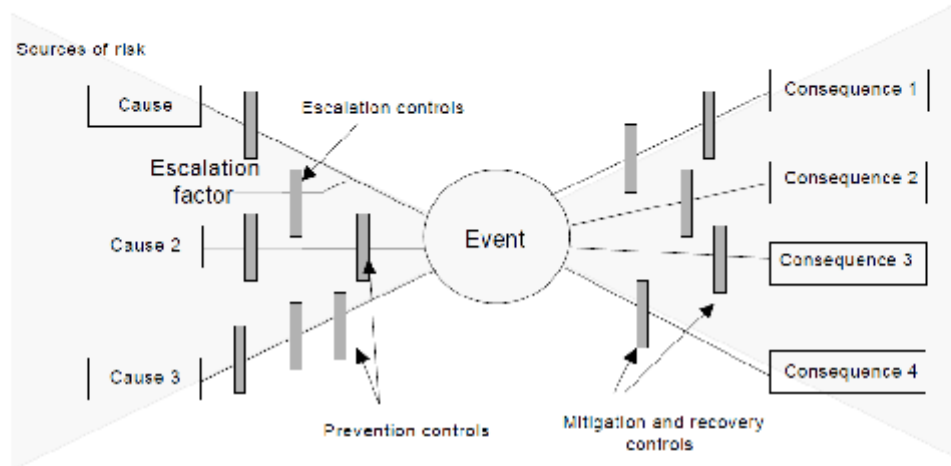 Sources of risk
Cause
Escalation controls
Consequence 1
Escalation
factor
Consequence 2
Cause 2
Event
Consequence 3
Cause 3
Consequence 4
Prevention controls
Mitigation and recovery
controls